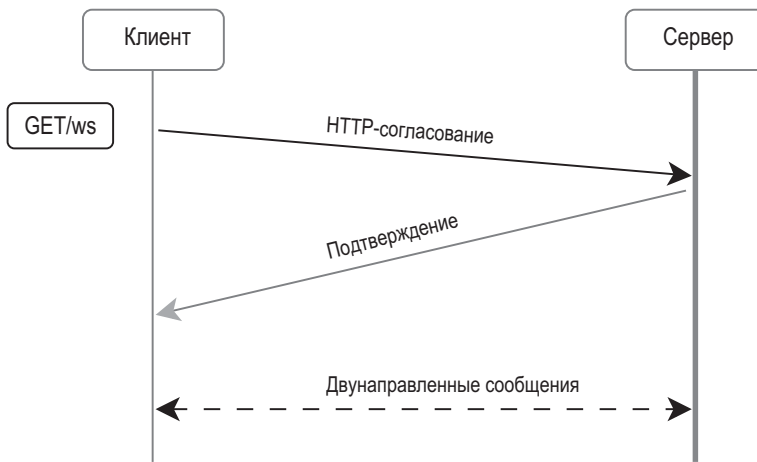 Клиент
Сервер
GET/ws
HTTP-согласование
Подтверждение
Двунаправленные сообщения